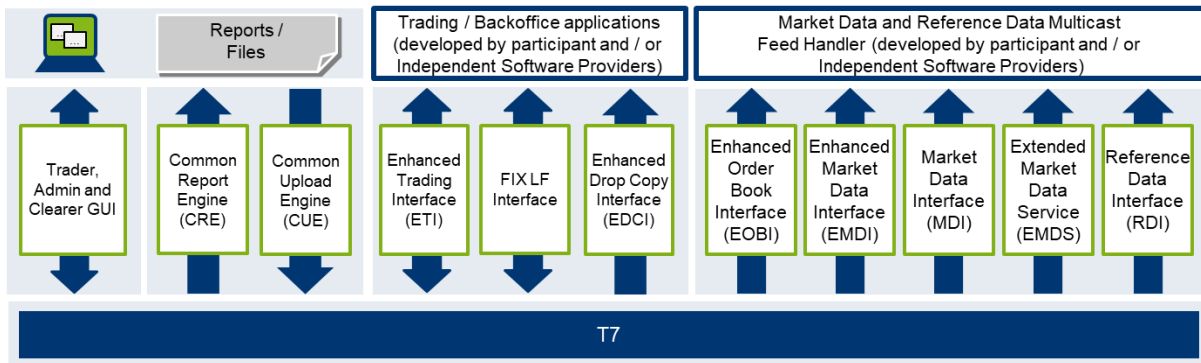 Reports /
Files
Trading / Backoffice applications
(developed by participant and / or
Independent Software Providers)
Market Data and Reference Data Multicast
Feed Handler (developed by participant and / or
Independent Software Providers)
Trader,
Admin and
Clearer GUI
Common
Report
Engine
(CRE)
Common
Upload
Engine
(CUE)
Enhanced
Trading
Interface
(ETI)
FIX LF
Interface
Enhanced
Drop Copy
Interface
(EDCI)
Enhanced
Order
Book
Interface
(EOBI)
Enhanced
Market
Data
Interface
(EMDI)
Market
Data
Interface
(MDI)
Extended
Market
Data
Service
(EMDS)
Reference
Data
Interface
(RDI)
T7